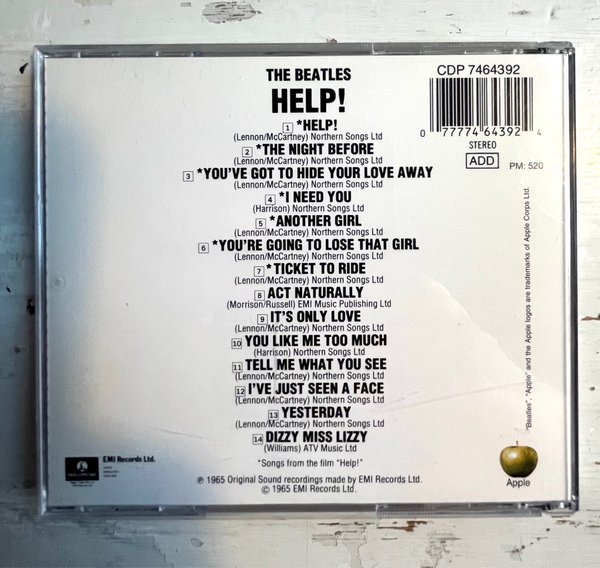 THE BEATLES
HELP!
1 *HELP!
(Lennon/McCartney) Northern Songs Ltd
2 *THE NIGHT BEFORE
(Lennon/McCartney) Northern Songs Ltd
3 *YOU'VE GOT TO HIDE YOUR LOVE AWAY
(Lennon/McCartney) Northern Songs Ltd
4 *I NEED YOU
(Harrison) Northern Songs Ltd
5 *ANOTHER GIRL
(Lennon/McCartney) Northern Songs Ltd
6 *YOU'RE GOING TO LOSE THAT GIRL
(Lennon/McCartney) Northern Songs Ltd
7 *TICKET TO RIDE
(Lennon/McCartney) Northern Songs Ltd
8 ACT NATURALLY
(Morrison/Russell) EMI Music Publishing Ltd
9 IT'S ONLY LOVE
(Lennon/McCartney) Northern Songs Ltd
10 YOU LIKE ME TOO MUCH
(Harrison) Northern Songs Ltd
11 TELL ME WHAT YOU SEE
(Lennon/McCartney) Northern Songs Ltd
12 I'VE JUST SEEN A FACE
(Lennon/McCartney) Northern Songs Ltd
13 YESTERDAY
(Lennon/McCartney) Northern Songs Ltd
14 DIZZY MISS LIZZY
(Williams) ATV Music Ltd
*Songs from the film "Help!"
℗ 1965 Original Sound recordings made by EMI Records Ltd.
© 1965 EMI Records Ltd.
CDP 7464392
0 77774 64392 4
STEREO
ADD
PM: 520
"Beatles", "Apple" and the Apple logos are trademarks of Apple Corps Ltd.
Apple
EMI Records Ltd.